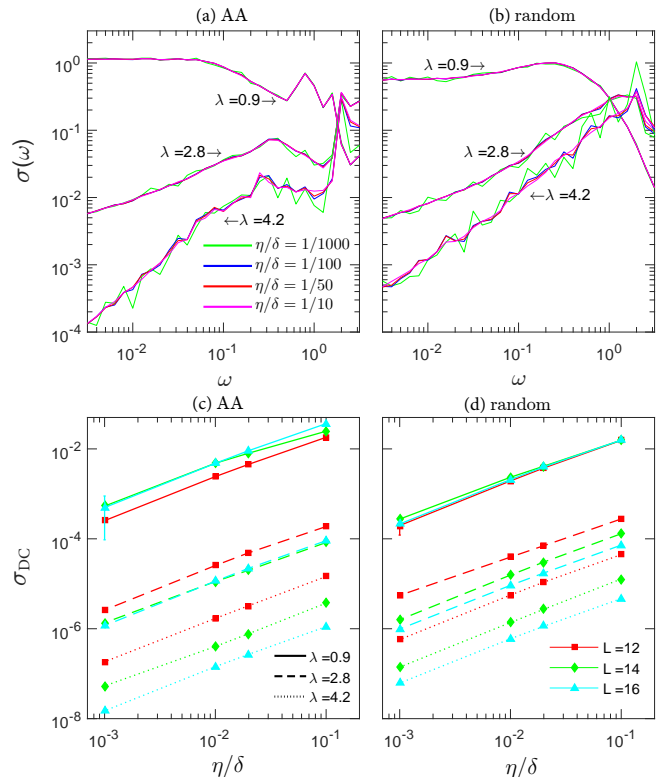 (a) AA
(b) random
σ(ω)
10^0
10^-1
10^-2
10^-3
10^-4
λ =0.9→
λ =2.8→
←λ =4.2
η/δ = 1/1000
η/δ = 1/100
η/δ = 1/50
η/δ = 1/10
10^-2
10^-1
10^0
ω
λ =0.9→
λ =2.8→
←λ =4.2
10^-2
10^-1
10^0
ω
(c) AA
(d) random
σ_DC
10^-2
10^-4
10^-6
10^-8
λ =0.9
λ =2.8
λ =4.2
10^-3
10^-2
10^-1
η/δ
L =12
L =14
L =16
10^-3
10^-2
10^-1
η/δ